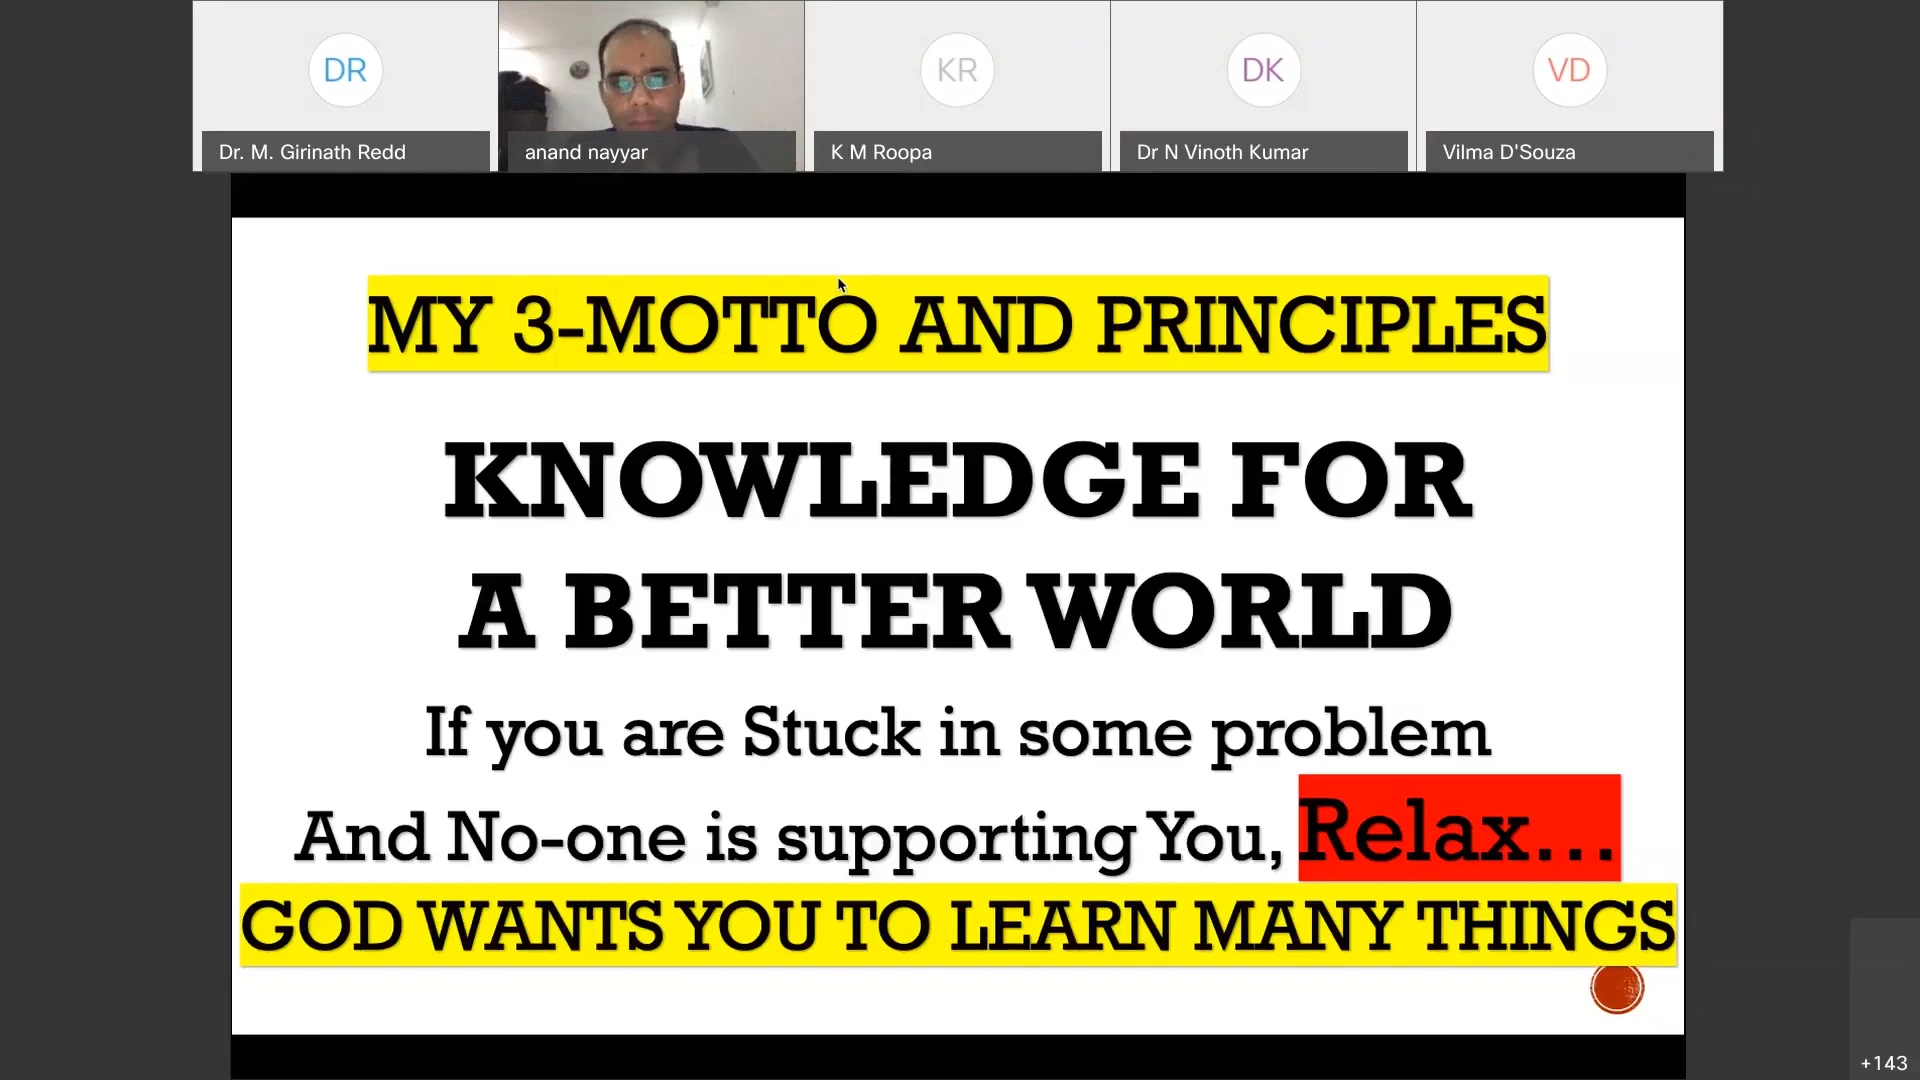 DR
KR
DK
VD
Dr. M. Girinath Redd
anand nayyar
K M Roopa
Dr N Vinoth Kumar
Vilma D'Souza
MY 3-MOTTO AND PRINCIPLES
KNOWLEDGE FOR
A BETTER WORLD
If you are Stuck in some problem
And No-one is supporting You, Relax...
GOD WANTS YOU TO LEARN MANY THINGS
+143